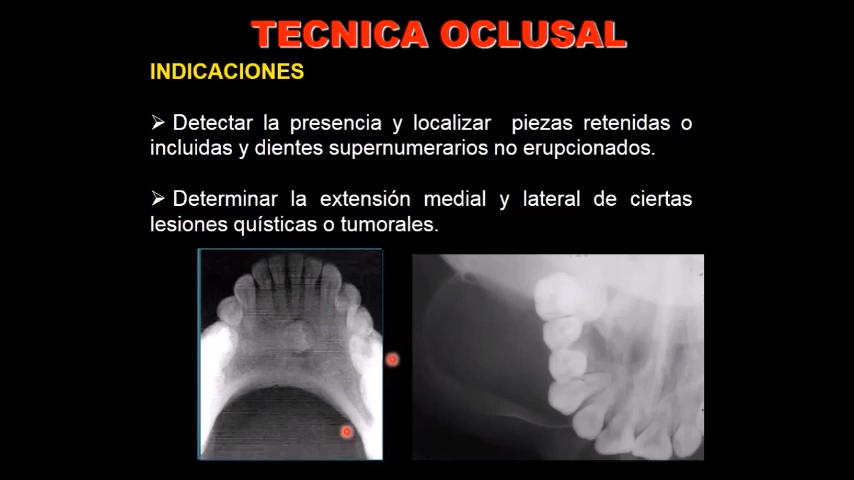 TECNICA OCLUSAL
INDICACIONES
➢ Detectar la presencia y localizar piezas retenidas o
incluidas y dientes supernumerarios no erupcionados.
➢ Determinar la extensión medial y lateral de ciertas
lesiones quísticas o tumorales.